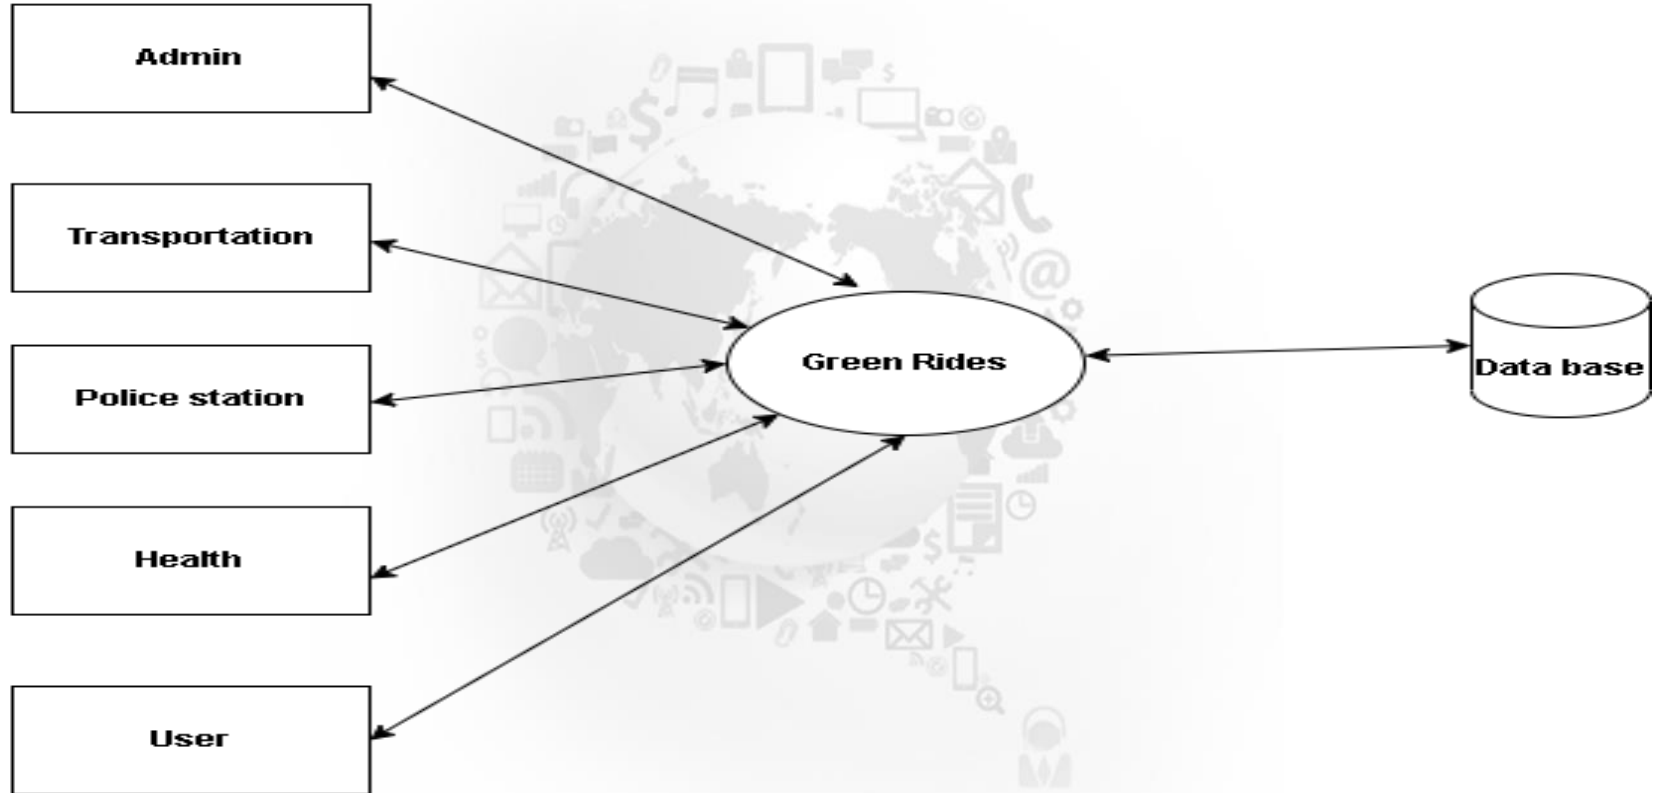 Admin
Transportation
Police station
Health
User
Green Rides
Data base